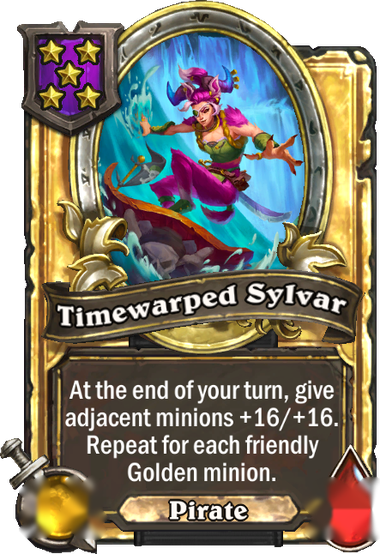 Timewarped Sylvar
At the end of your turn, give
adjacent minions +16/+16.
Repeat for each friendly
Golden minion.
Pirate